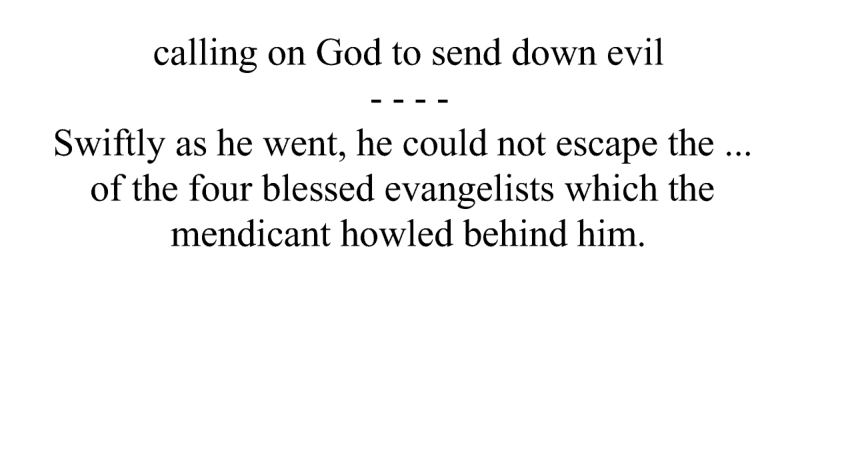 calling on God to send down evil
- - - -
Swiftly as he went, he could not escape the ...
of the four blessed evangelists which the
mendicant howled behind him.